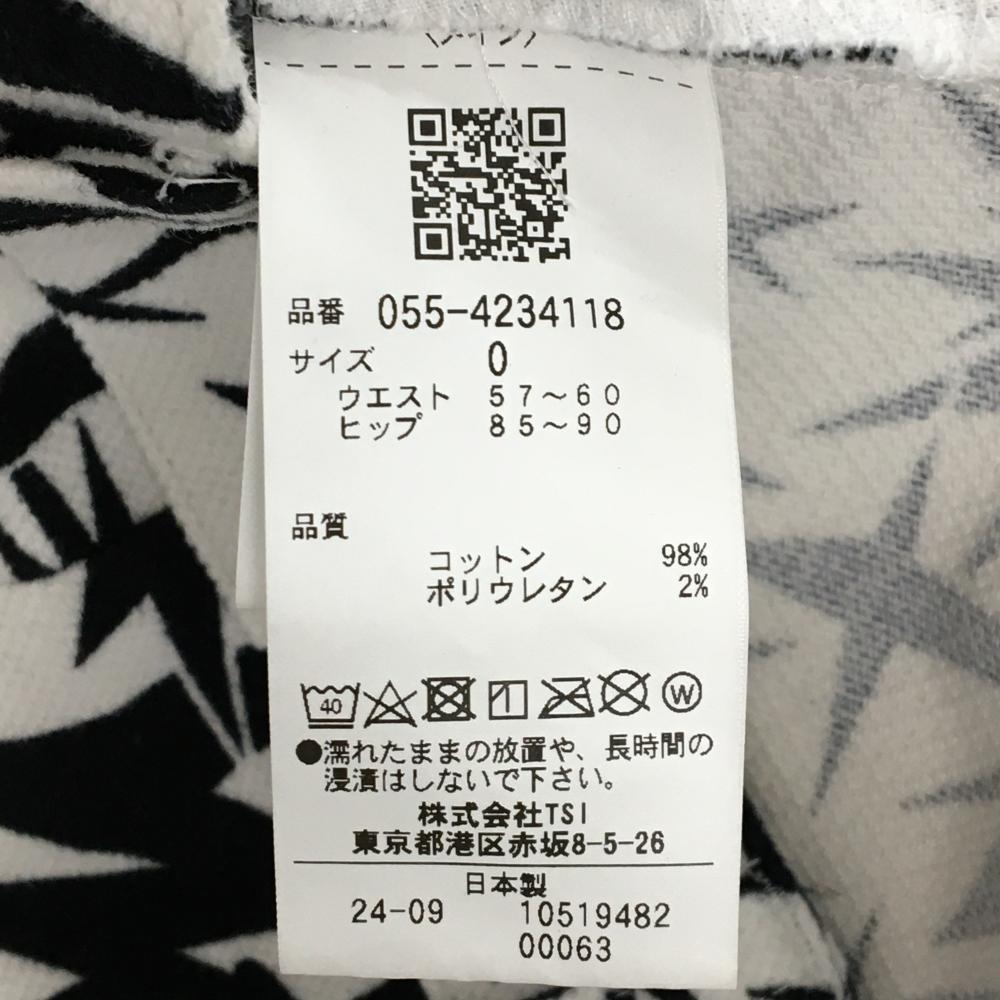 〈メイン〉
品番 055-4234118
サイズ 0
ウエスト 57～60
ヒップ 85～90
品質
コットン 98%
ポリウレタン 2%
40 W
●濡れたままの放置や、長時間の
浸漬はしないで下さい。
株式会社TSI
東京都港区赤坂8-5-26
日本製
24-09 10519482
00063